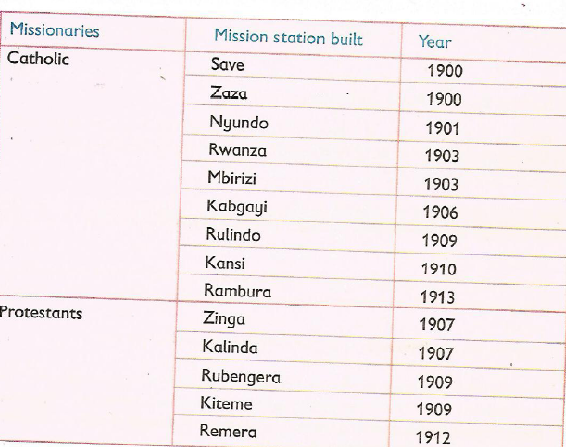 Missionaries Mission station built Year
Catholic Save 1900
Zaza 1900
Nyundo 1901
Rwanza 1903
Mbirizi 1903
Kabgayi 1906
Rulindo 1909
Kansi 1910
Rambura 1913
Protestants Zinga 1907
Kalinda 1907
Rubengera 1909
Kiteme 1909
Remera 1912